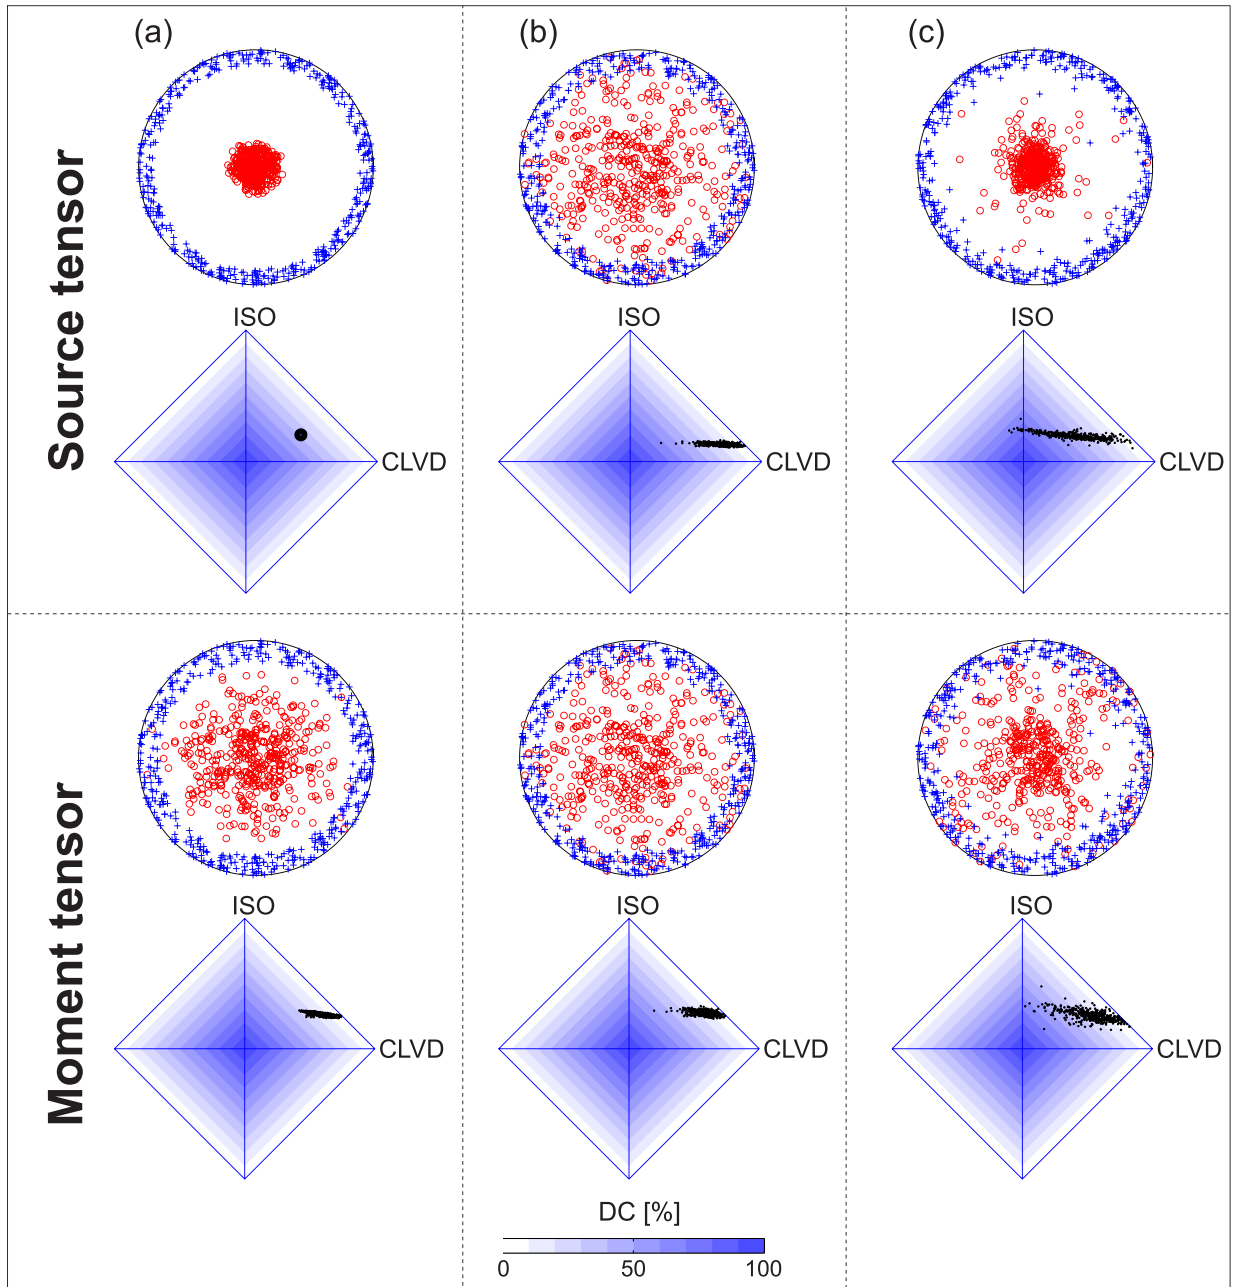 (a)
(b)
(c)
Source tensor
ISO
CLVD
ISO
CLVD
ISO
CLVD
Moment tensor
ISO
CLVD
ISO
CLVD
ISO
CLVD
DC [%]
0 50 100